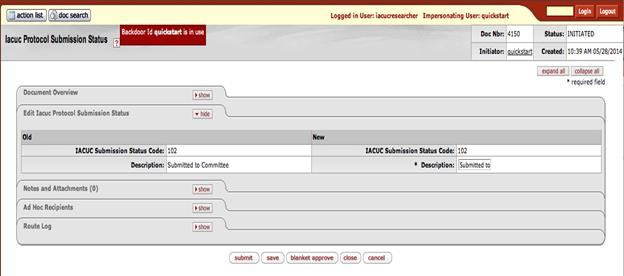 action list doc search Logged in User: iacucresearcher Impersonating User: quickstart Login Logout
Iacuc Protocol Submission Status ? Backdoor Id quickstart is in use Doc Nbr: 4150 Status: INITIATED
Initiator: quickstart Created: 10:39 AM 05/28/2014
expand all collapse all
* required field
Document Overview show
Edit Iacuc Protocol Submission Status hide
Old New
IACUC Submission Status Code: 102 IACUC Submission Status Code: 102
Description: Submitted to Committee * Description: Submitted to
Notes and Attachments (0) show
Ad Hoc Recipients show
Route Log show
submit save blanket approve close cancel